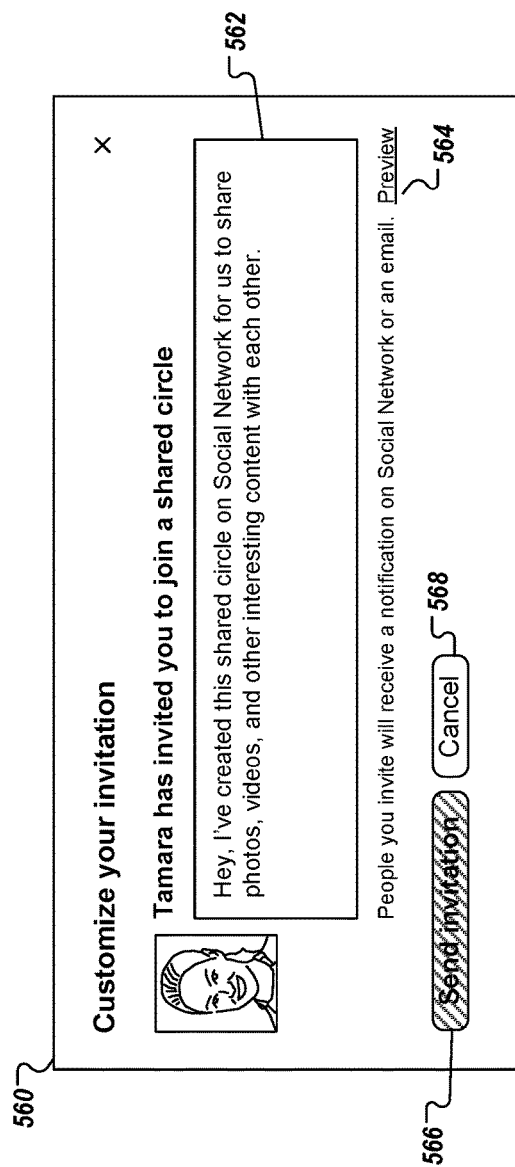 560
Customize your invitation
X
Tamara has invited you to join a shared circle
Hey, I've created this shared circle on Social Network for us to share
photos, videos, and other interesting content with each other.
562
People you invite will receive a notification on Social Network or an email. Preview
564
Send invitation
Cancel
566
568